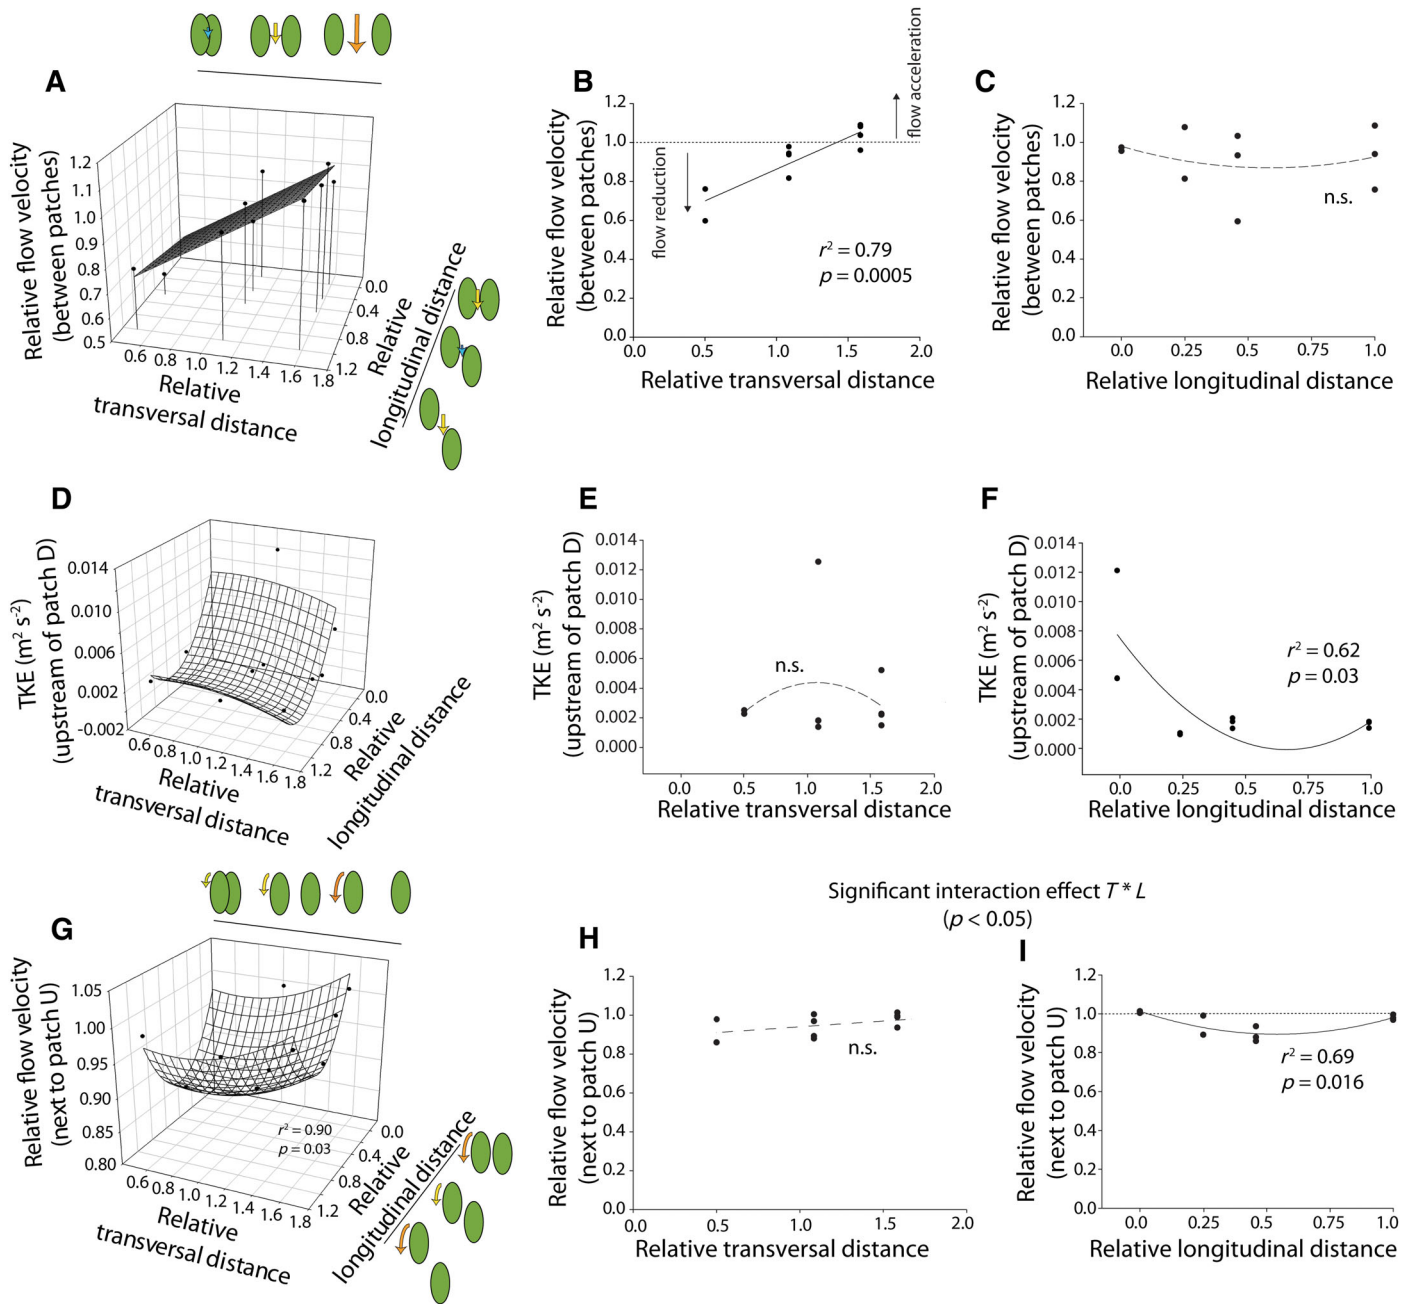 A
Relative flow velocity
(between patches)
1.2
1.1
1.0
0.9
0.8
0.7
0.6
0.5
0.6 0.8 1.0 1.2 1.4 1.6 1.8
Relative
transversal distance
0.0
0.4
0.8
1.2
Relative
longitudinal distance
B
Relative flow velocity
(between patches)
1.2
1.0
0.8
0.6
0.4
0.2
0.0
flow reduction
flow acceleration
r² = 0.79
p = 0.0005
0.0 0.5 1.0 1.5 2.0
Relative transversal distance
C
Relative flow velocity
(between patches)
1.2
1.0
0.8
0.6
0.4
0.2
0.0
n.s.
0.0 0.25 0.5 0.75 1.0
Relative longitudinal distance
D
TKE (m² s⁻²)
(upstream of patch D)
0.014
0.010
0.006
0.002
-0.002
0.6 0.8 1.0 1.2 1.4 1.6 1.8
Relative
transversal distance
0.0
0.4
0.8
1.2
Relative
longitudinal distance
E
TKE (m² s⁻²)
(upstream of patch D)
0.014
0.012
0.010
0.008
0.006
0.004
0.002
0.000
n.s.
0.0 0.5 1.0 1.5 2.0
Relative transversal distance
F
TKE (m² s⁻²)
(upstream of patch D)
0.014
0.012
0.010
0.008
0.006
0.004
0.002
0.000
r² = 0.62
p = 0.03
0.0 0.25 0.5 0.75 1.0
Relative longitudinal distance
G
Relative flow velocity
(next to patch U)
1.05
1.00
0.95
0.90
0.85
0.80
r² = 0.90
p = 0.03
0.6 0.8 1.0 1.2 1.4 1.6 1.8
Relative
transversal distance
0.0
0.4
0.8
1.2
Relative
longitudinal distance
Significant interaction effect T * L
(p < 0.05)
H
Relative flow velocity
(next to patch U)
1.2
1.0
0.8
0.6
0.4
0.2
0.0
n.s.
0.0 0.5 1.0 1.5 2.0
Relative transversal distance
I
Relative flow velocity
(next to patch U)
1.2
1.0
0.8
0.6
0.4
0.2
0.0
r² = 0.69
p = 0.016
0.0 0.25 0.5 0.75 1.0
Relative longitudinal distance